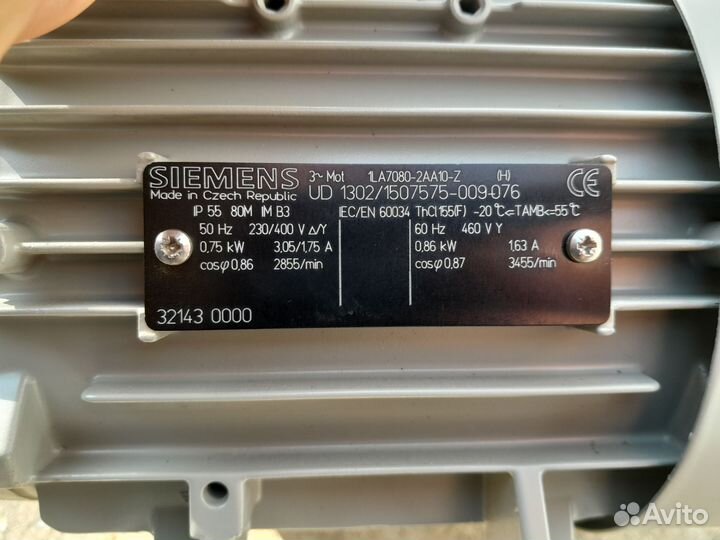 SIEMENS 3~ Mot 1LA7080-2AA10-Z (H) CE
Made in Czech Republic UD 1302/1507575-009-076
IP 55 80M IM B3 IEC/EN 60034 ThCl.155(F) -20°C<=TAMB<=55°C
50 Hz 230/400 V Δ/Y 60 Hz 460 V Y
0,75 kW 3,05/1,75 A 0,86 kW 1.63 A
cosφ 0,86 2855/min cosφ 0,87 3455/min
32143 0000
Avito